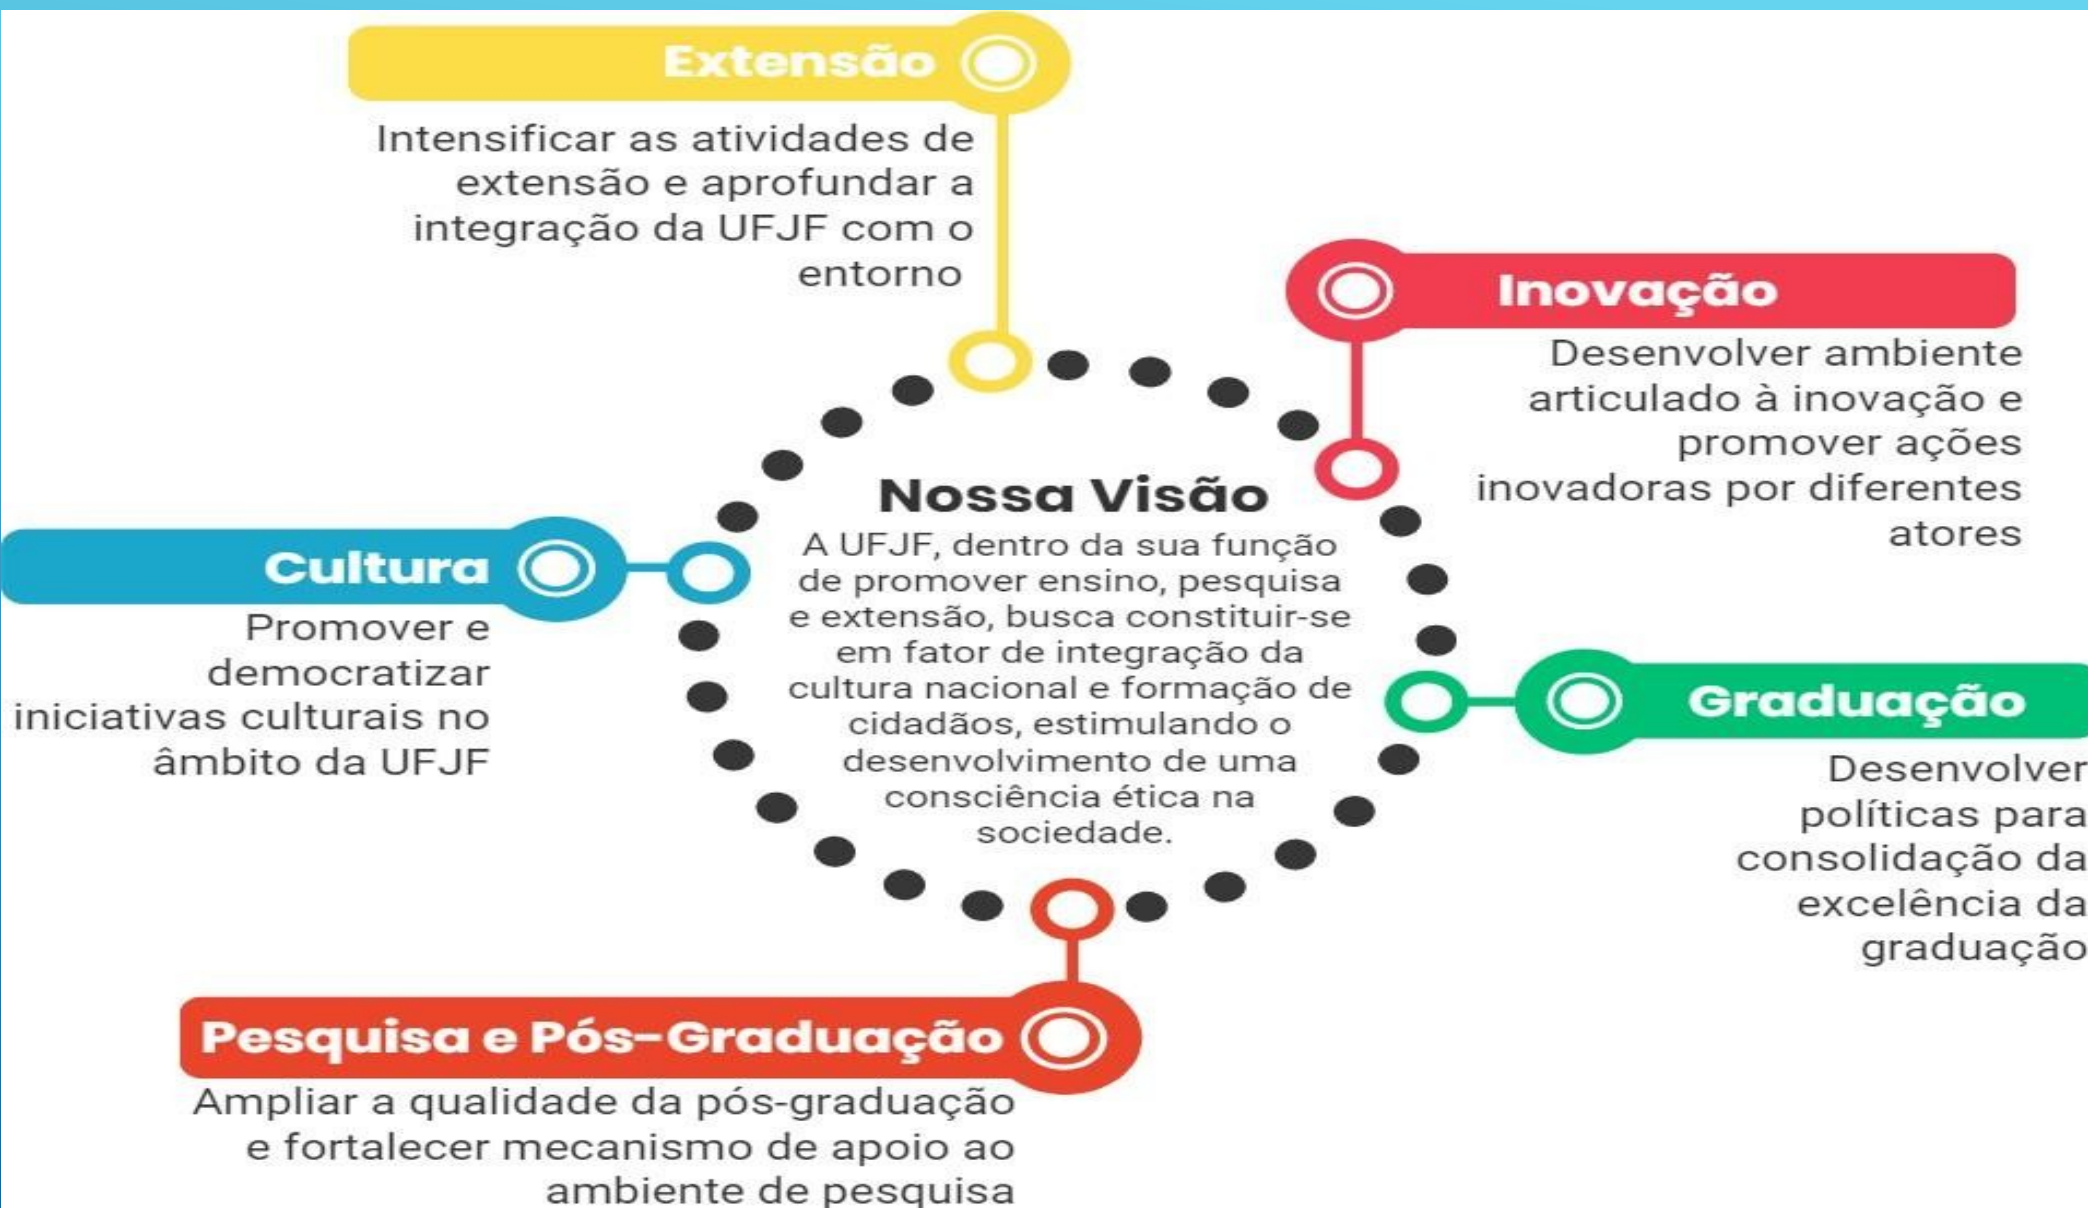 Extensão
Intensificar as atividades de
extensão e aprofundar a
integração da UFJF com o
entorno
Inovação
Desenvolver ambiente
articulado à inovação e
promover ações
inovadoras por diferentes
atores
Nossa Visão
A UFJF, dentro da sua função
de promover ensino, pesquisa
e extensão, busca constituir-se
em fator de integração da
cultura nacional e formação de
cidadãos, estimulando o
desenvolvimento de uma
consciência ética na
sociedade.
Cultura
Promover e
democratizar
iniciativas culturais no
âmbito da UFJF
Graduação
Desenvolver
políticas para
consolidação da
excelência da
graduação
Pesquisa e Pós-Graduação
Ampliar a qualidade da pós-graduação
e fortalecer mecanismo de apoio ao
ambiente de pesquisa